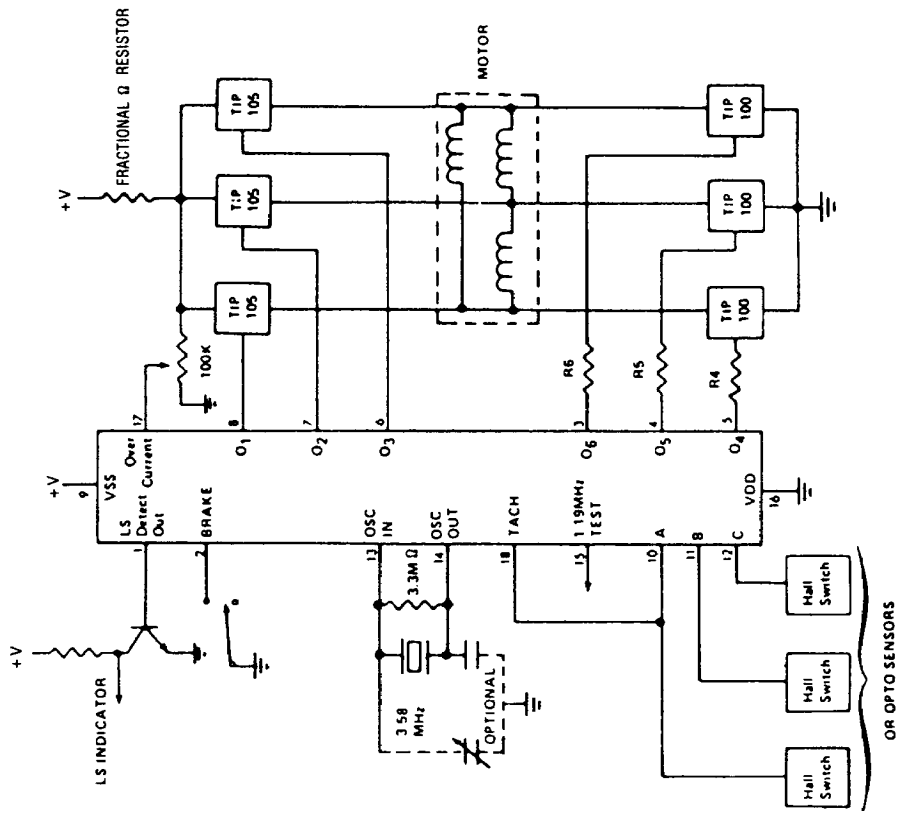 +V
FRACTIONAL Ω RESISTOR
TIP
105
TIP
105
TIP
105
MOTOR
TIP
100
TIP
100
TIP
100
100K
R6
R5
R4
17
8
7
6
3
4
5
+V
9
VSS
Over
Current
O1
O2
O3
O6
O5
O4
LS
Detect
Out
BRAKE
OSC
IN
OSC
OUT
TACH
1 19MHz
TEST
A
B
C
VDD
16
1
2
13
14
18
15
10
11
12
+V
LS INDICATOR
3.3M Ω
3 58
MHz
OPTIONAL
Hall
Switch
Hall
Switch
Hall
Switch
OR OPTO SENSORS